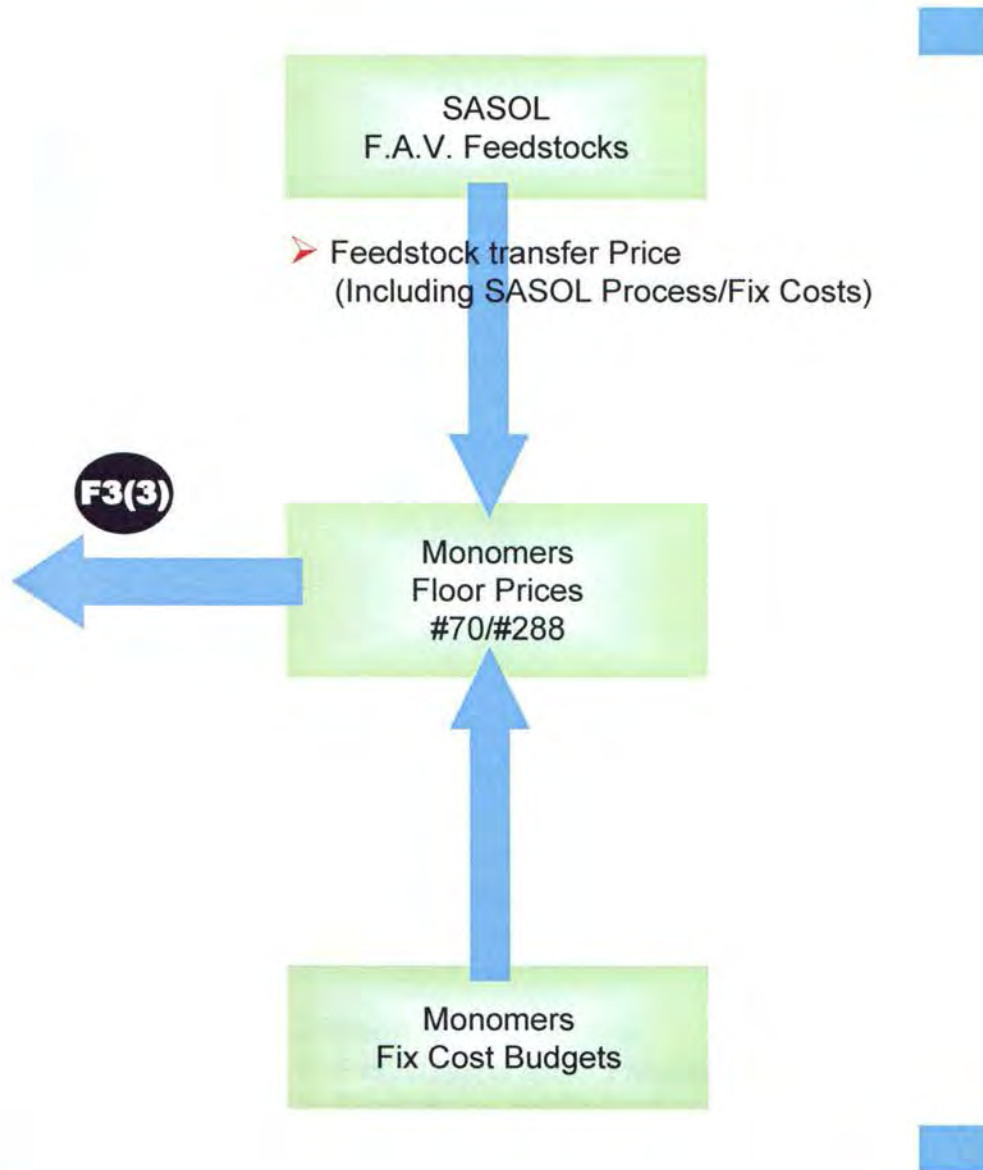 SASOL
F.A.V. Feedstocks
Feedstock transfer Price
(Including SASOL Process/Fix Costs)
F3(3)
Monomers
Floor Prices
#70/#288
Monomers
Fix Cost Budgets